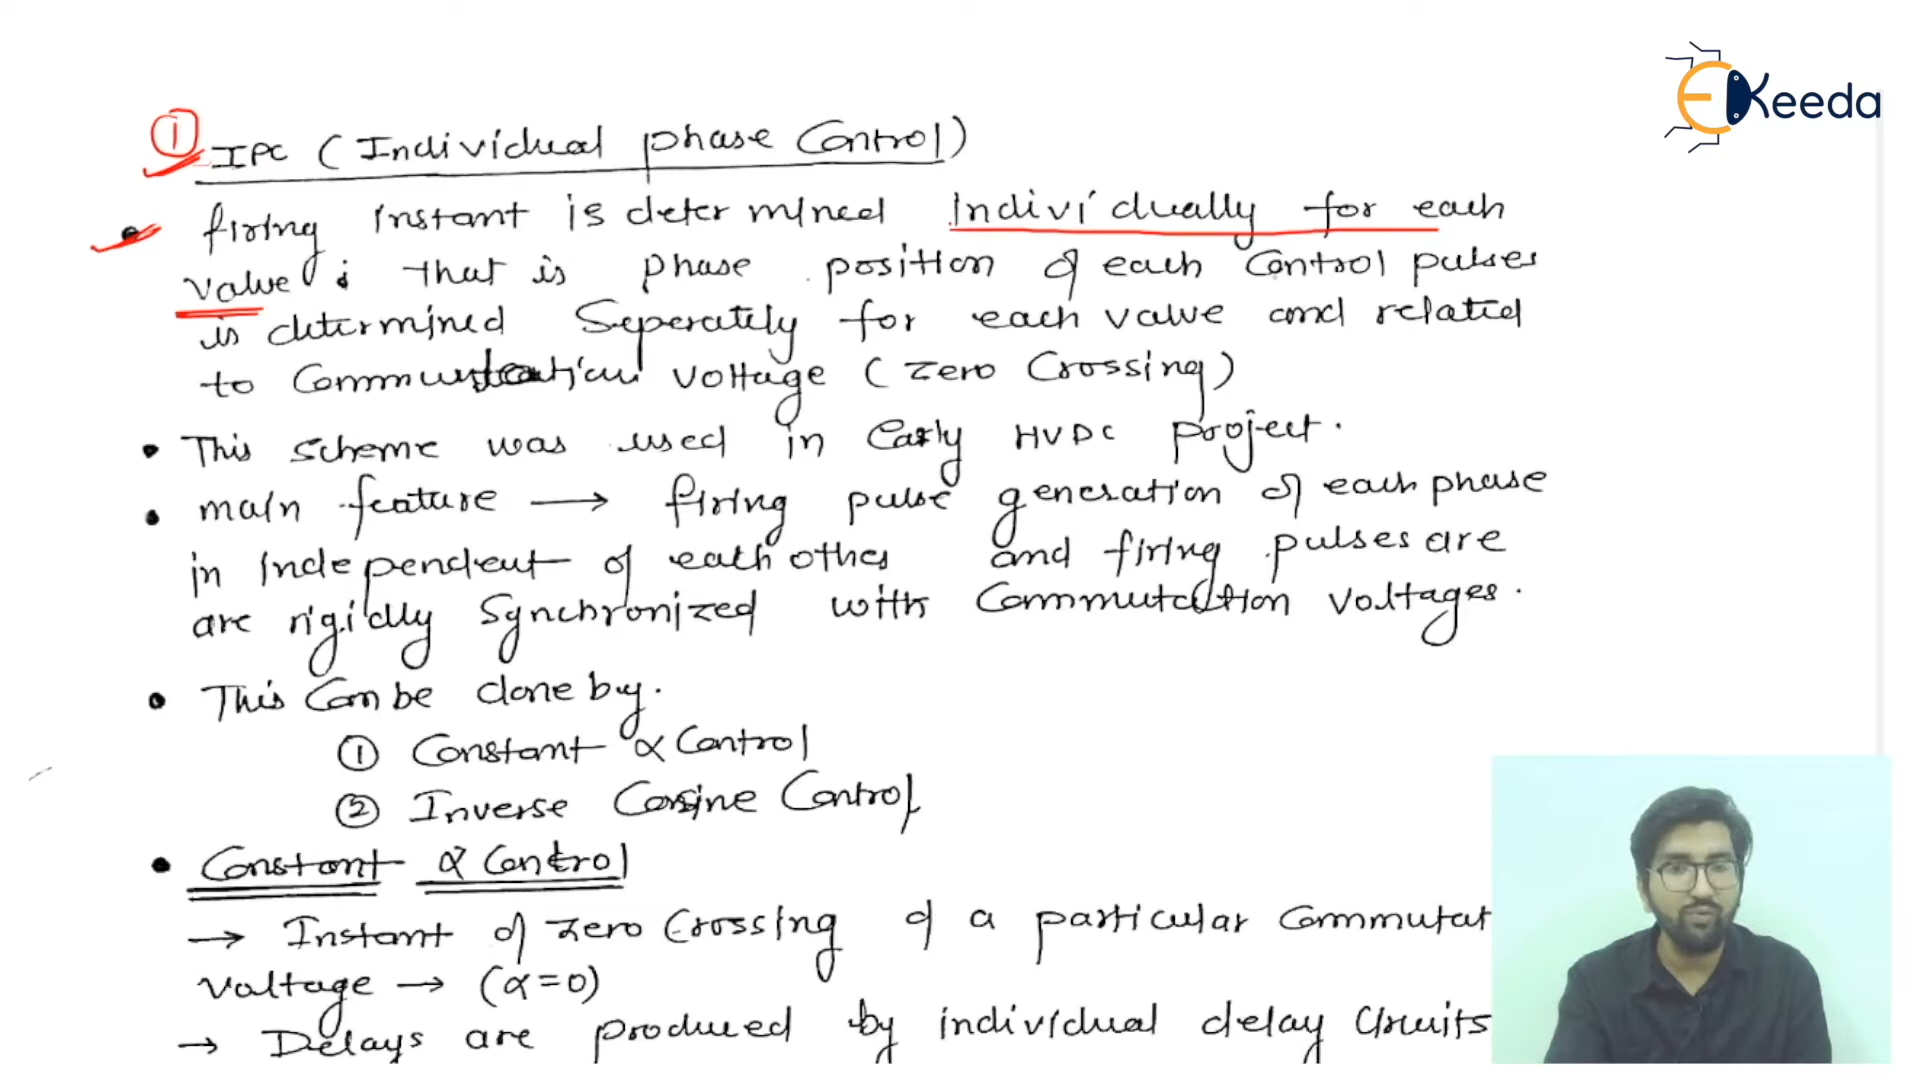 EKeeda
① IPC (Individual phase Control)
• firing instant is determined individually for each
valve ; that is phase position of each control pulses
is determined Seperately for each valve and related
to Commutation voltage (zero Crossing)
• This scheme was used in Early HVDC project.
• main feature → firing pulse generation of each phase
in independent of each other and firing pulses are
are rigidly Synchronized with Commutation voltages.
• This Can be done by.
① Constant α Control
② Inverse Cosine Control
• Constant α Control
→ Instant of zero Crossing of a particular Commutat
voltage → (α=0)
→ Delays are produced by individual delay Circuits